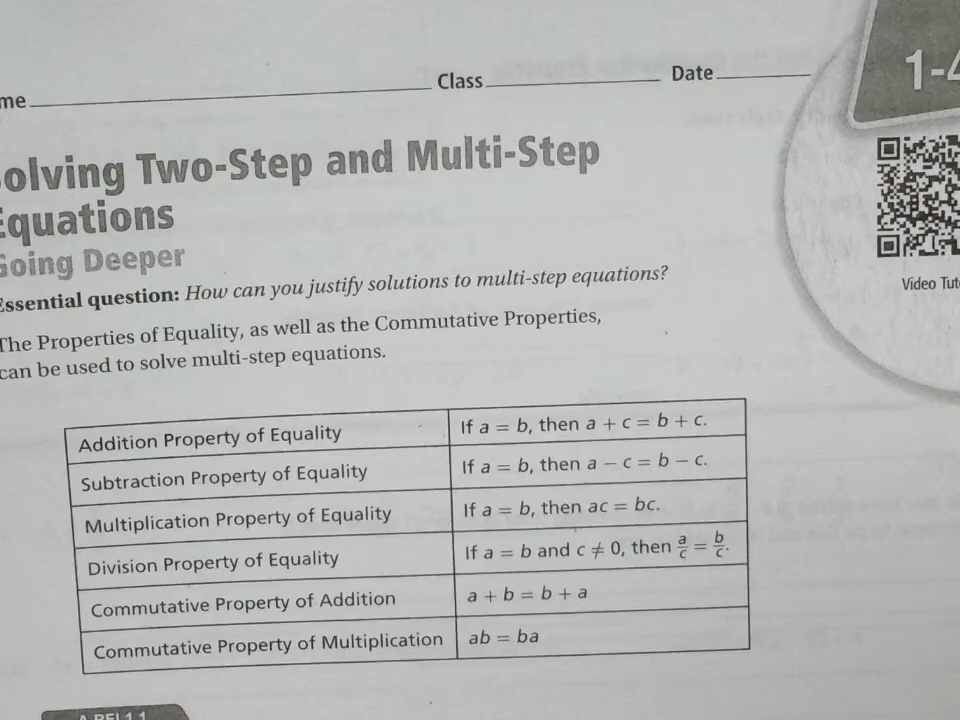 me Class Date
1-4
olving Two-Step and Multi-Step
Equations
Going Deeper
Essential question: How can you justify solutions to multi-step equations?
Video Tut
The Properties of Equality, as well as the Commutative Properties,
can be used to solve multi-step equations.
Addition Property of Equality If a = b, then a + c = b + c.
Subtraction Property of Equality If a = b, then a − c = b − c.
Multiplication Property of Equality If a = b, then ac = bc.
Division Property of Equality If a = b and c ≠ 0, then a/c = b/c.
Commutative Property of Addition a + b = b + a
Commutative Property of Multiplication ab = ba